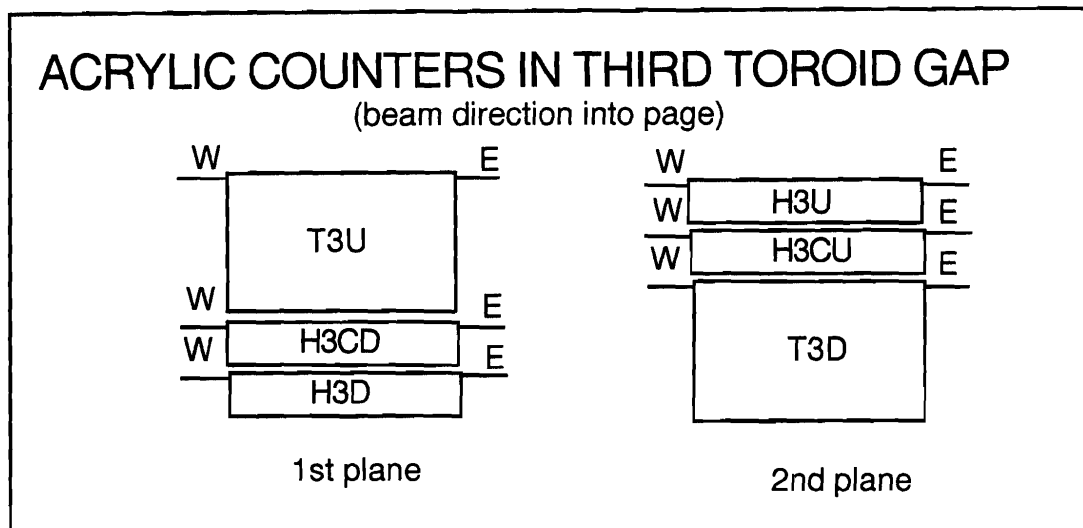 ACRYLIC COUNTERS IN THIRD TOROID GAP
(beam direction into page)
W E
T3U
W E
H3CD
W E
H3D
1st plane
W E
H3U
W E
H3CU
W E
T3D
2nd plane